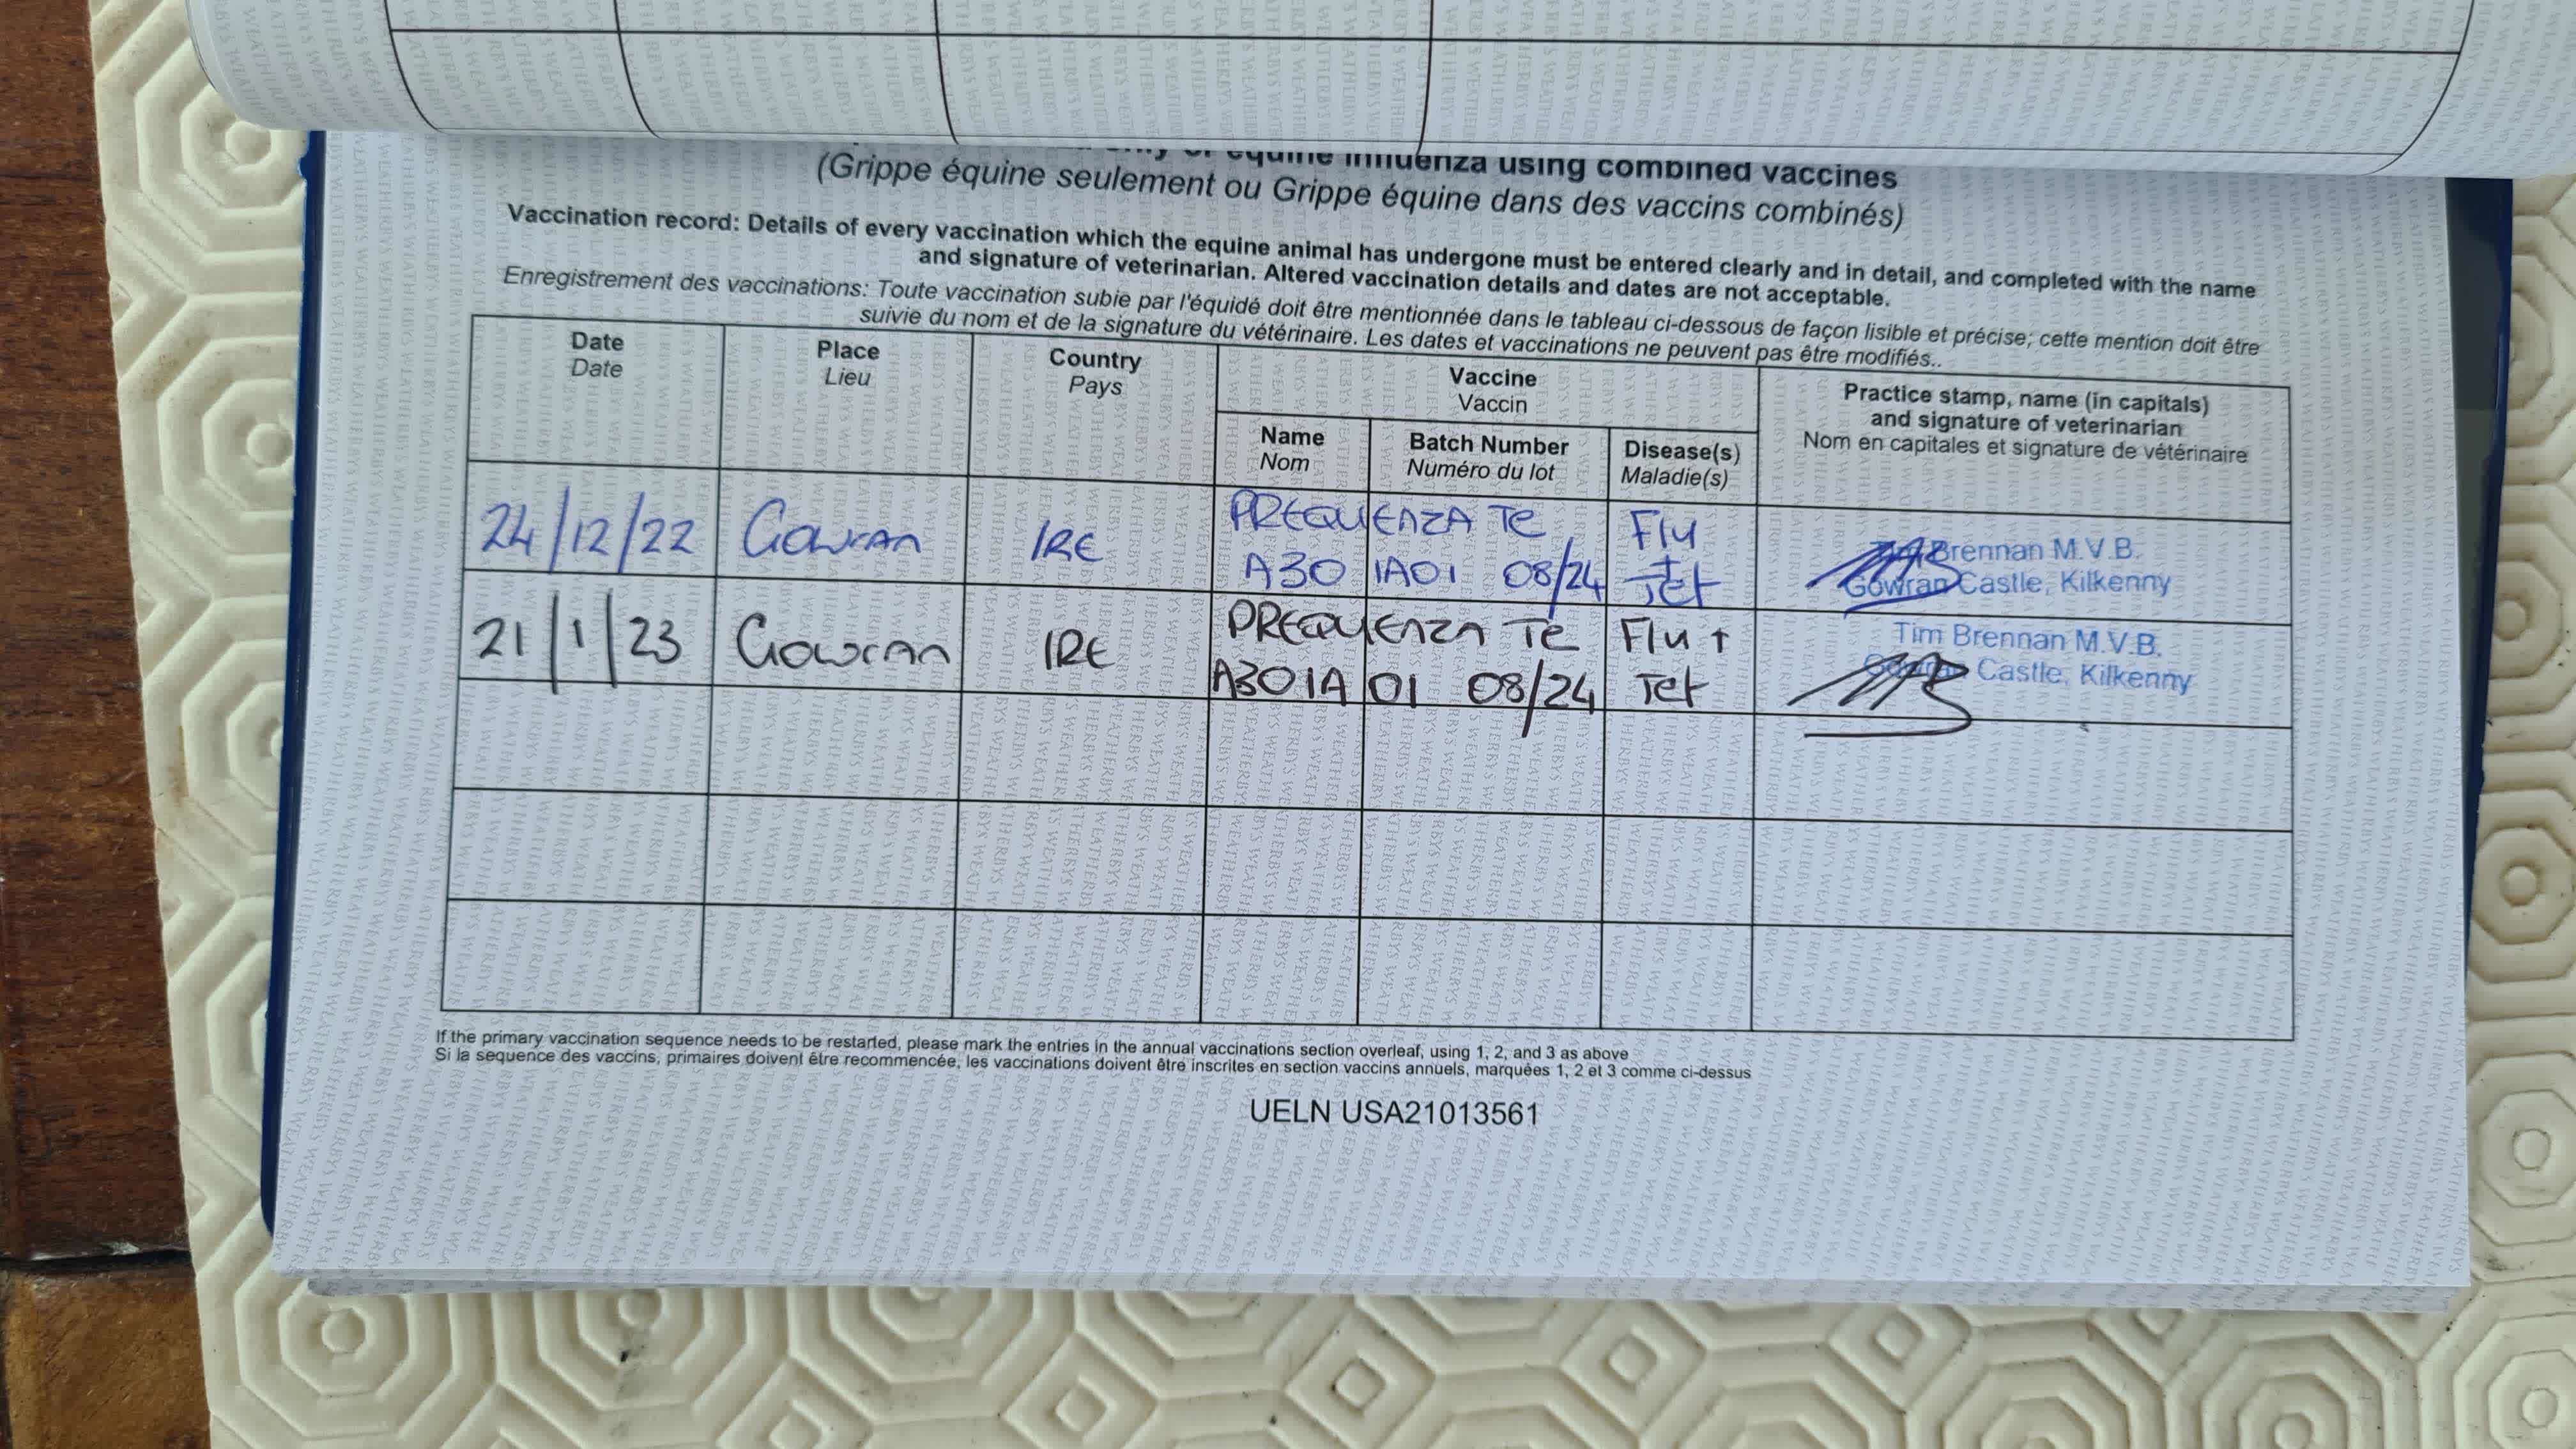 equine influenza using combined vaccines
(Grippe équine seulement ou Grippe équine dans des vaccins combinés)
Vaccination record: Details of every vaccination which the equine animal has undergone must be entered clearly and in detail, and completed with the name
and signature of veterinarian. Altered vaccination details and dates are not acceptable.
Enregistrement des vaccinations: Toute vaccination subie par l'équidé doit être mentionnée dans le tableau ci-dessous de façon lisible et précise; cette mention doit être
suivie du nom et de la signature du vétérinaire. Les dates et vaccinations ne peuvent pas être modifiés..
Date
Date
Place
Lieu
Country
Pays
Vaccine
Vaccin
Practice stamp, name (in capitals)
and signature of veterinarian
Nom en capitales et signature de vétérinaire
Name
Nom
Batch Number
Numéro du lot
Disease(s)
Maladie(s)
24/12/22 Gowran IRE
PREQUENZA Te
A30 1A01 08/24
Flu
+
Tet
Brennan M.V.B.
Gowran Castle, Kilkenny
21/1/23 Gowran IRE
PREQUENZA Te
A301A01 08/24
Flu +
Tet
Tim Brennan M.V.B.
Gowran Castle, Kilkenny
If the primary vaccination sequence needs to be restarted, please mark the entries in the annual vaccinations section overleaf, using 1, 2, and 3 as above
Si la sequence des vaccins, primaires doivent être recommencée, les vaccinations doivent être inscrites en section vaccins annuels, marquées 1, 2 et 3 comme ci-dessus
UELN USA21013561